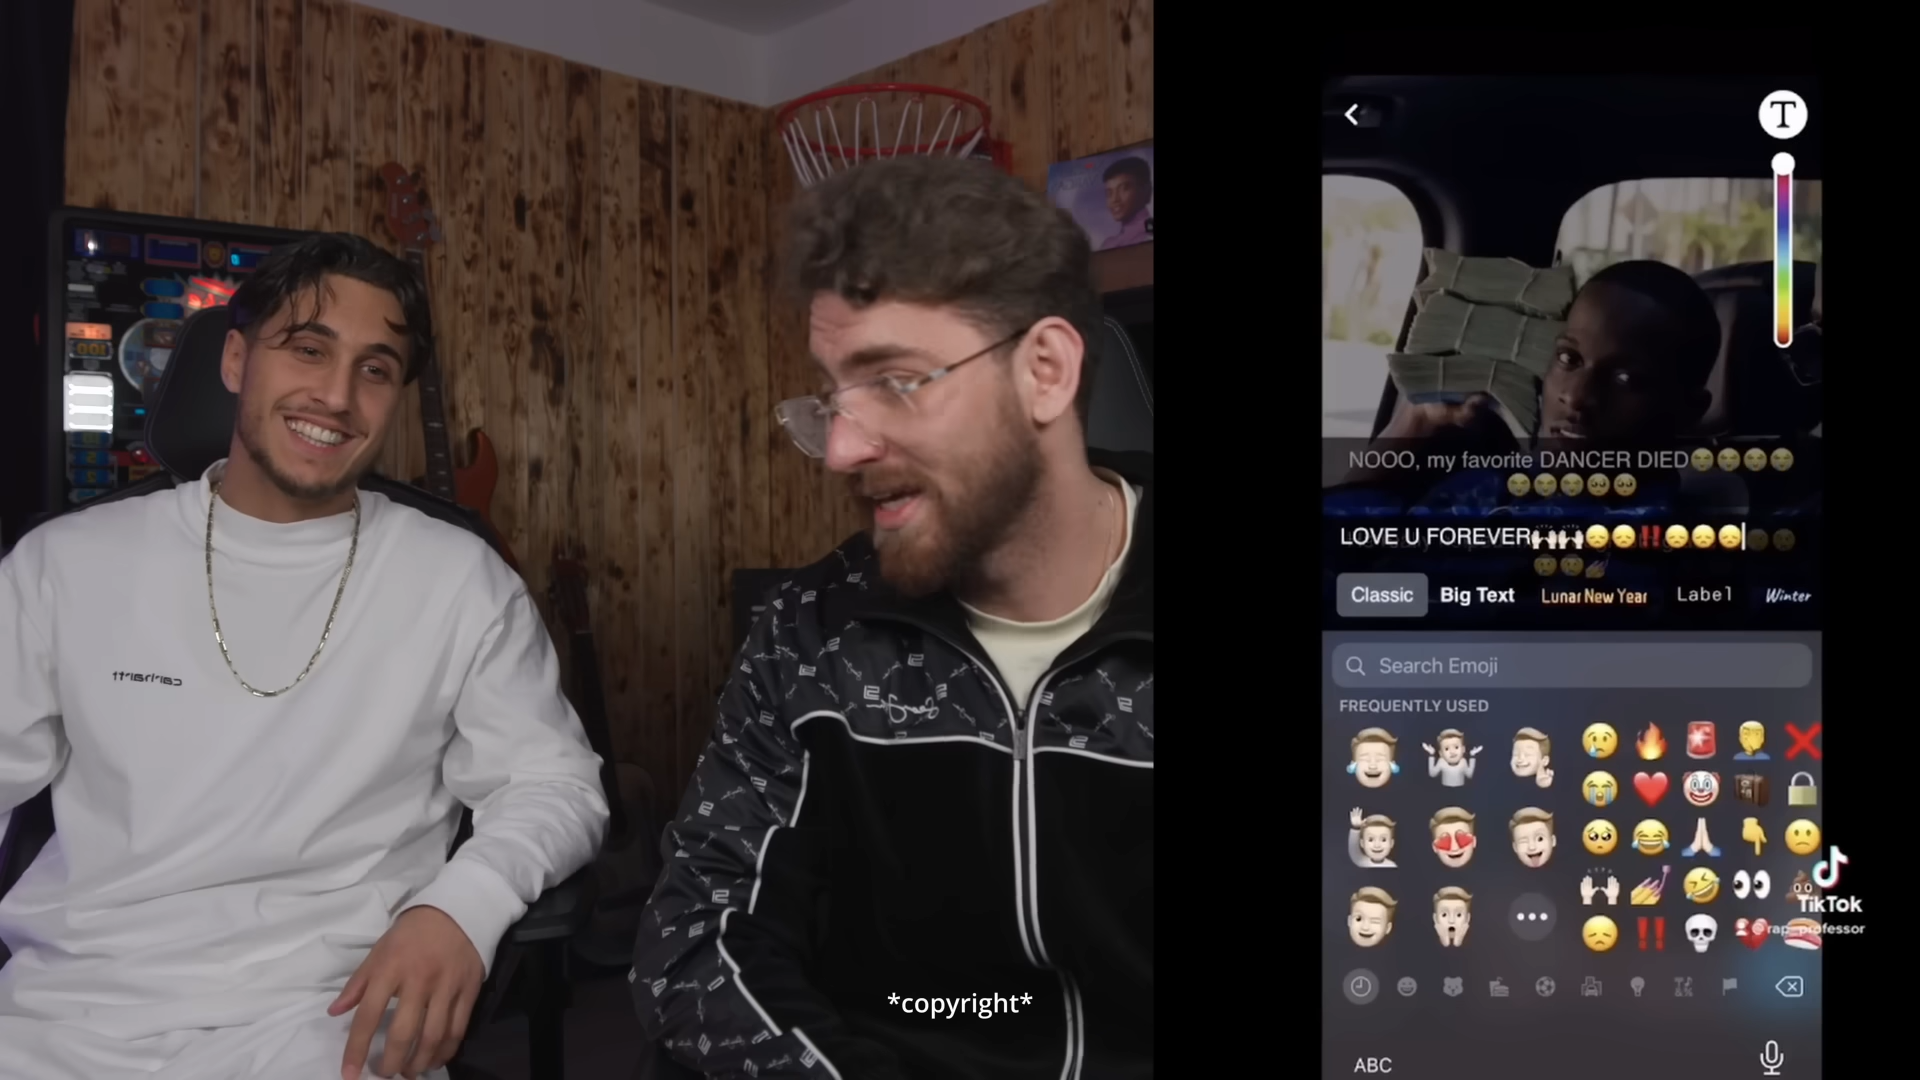 *copyright*
T
NOOO, my favorite DANCER DIED😞😞😞😞
😞😞😞🥺🥺
LOVE U FOREVER🙌🏻🙌🏻😞😞‼️😞😞😞
Classic Big Text Lunar New Year Label Winter
Search Emoji
FREQUENTLY USED
TikTok
@rap_professor
ABC